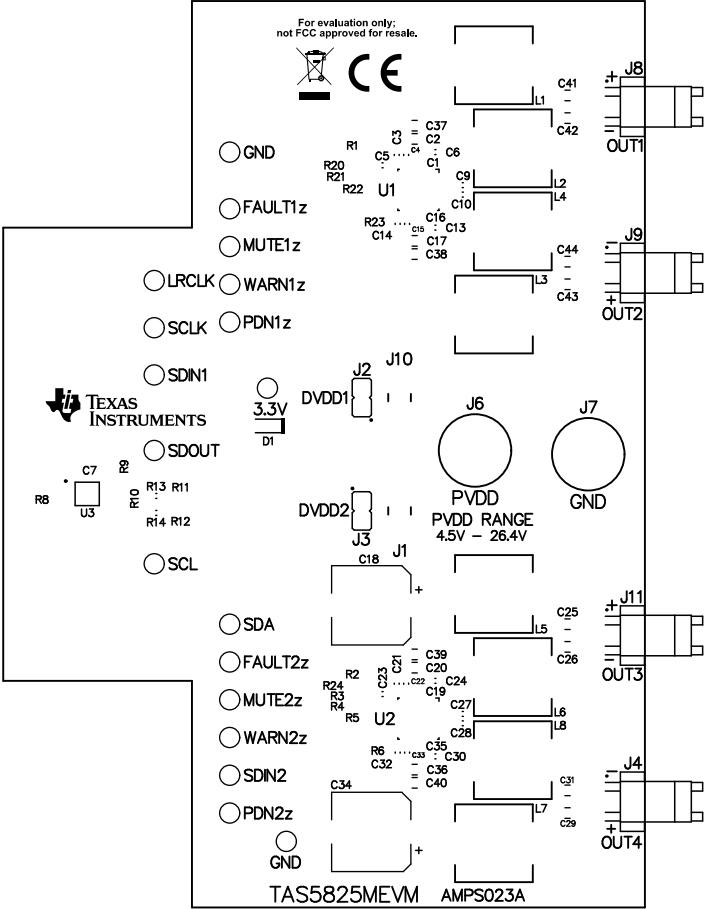 For evaluation only;
not FCC approved for resale.
CE
J8
+
C41
L1
C42
-
OUT1
C37
C3
C2
R1
C4
C6
C5
C1
GND
R20
R21
R22
U1
C9
C10
L2
L4
FAULT1z
R23
C16
C15
C13
C14
C17
C38
J9
-
C44
L3
C43
+
OUT2
MUTE1z
LRCLK
WARN1z
SCLK
PDN1z
SDIN1
J10
J2
DVDD1
3.3V
D1
TEXAS
INSTRUMENTS
J6
J7
PVDD
GND
SDOUT
C7
R9
R8
U3
R10
R13
R11
R14
R12
DVDD2
J3
PVDD RANGE
4.5V - 26.4V
SCL
J1
C18
+
J11
+
C25
L5
C26
-
OUT3
SDA
C39
C21
C20
R2
C22
C24
C23
C19
FAULT2z
R24
R3
R4
R5
U2
C27
C28
L6
L8
MUTE2z
WARN2z
R6
C35
C33
C30
C32
C36
C40
SDIN2
J4
-
C31
L7
C29
+
OUT4
C34
+
PDN2z
GND
TAS5825MEVM
AMPS023A